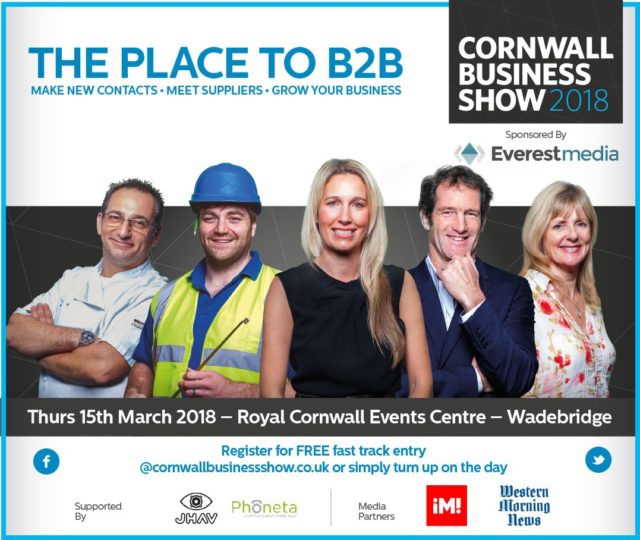 THE PLACE TO B2B
MAKE NEW CONTACTS • MEET SUPPLIERS • GROW YOUR BUSINESS
CORNWALL
BUSINESS
SHOW 2018
Sponsored By
Everestmedia
Thurs 15th March 2018 – Royal Cornwall Events Centre – Wadebridge
Register for FREE fast track entry
@cornwallbusinessshow.co.uk or simply turn up on the day
Supported
By
JHAV
Phoneta
Media
Partners
iM!
Western
Morning
News